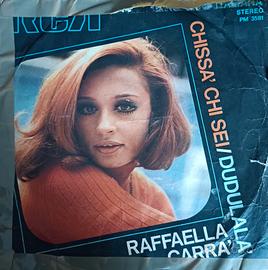 RCA
STEREO
PM 3581
CHISSA' CHI SEI/DUDULALA
RAFFAELLA
CARRA'